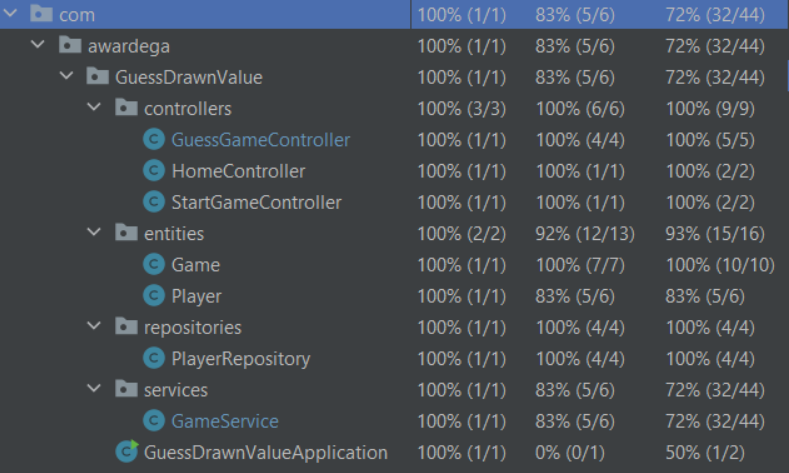 com 100% (1/1) 83% (5/6) 72% (32/44)
awardega 100% (1/1) 83% (5/6) 72% (32/44)
GuessDrawnValue 100% (1/1) 83% (5/6) 72% (32/44)
controllers 100% (3/3) 100% (6/6) 100% (9/9)
GuessGameController 100% (1/1) 100% (4/4) 100% (5/5)
HomeController 100% (1/1) 100% (1/1) 100% (2/2)
StartGameController 100% (1/1) 100% (1/1) 100% (2/2)
entities 100% (2/2) 92% (12/13) 93% (15/16)
C Game 100% (1/1) 100% (7/7) 100% (10/10)
C Player 100% (1/1) 83% (5/6) 83% (5/6)
repositories 100% (1/1) 100% (4/4) 100% (4/4)
C PlayerRepository 100% (1/1) 100% (4/4) 100% (4/4)
services 100% (1/1) 83% (5/6) 72% (32/44)
C GameService 100% (1/1) 83% (5/6) 72% (32/44)
C GuessDrawnValueApplication 100% (1/1) 0% (0/1) 50% (1/2)